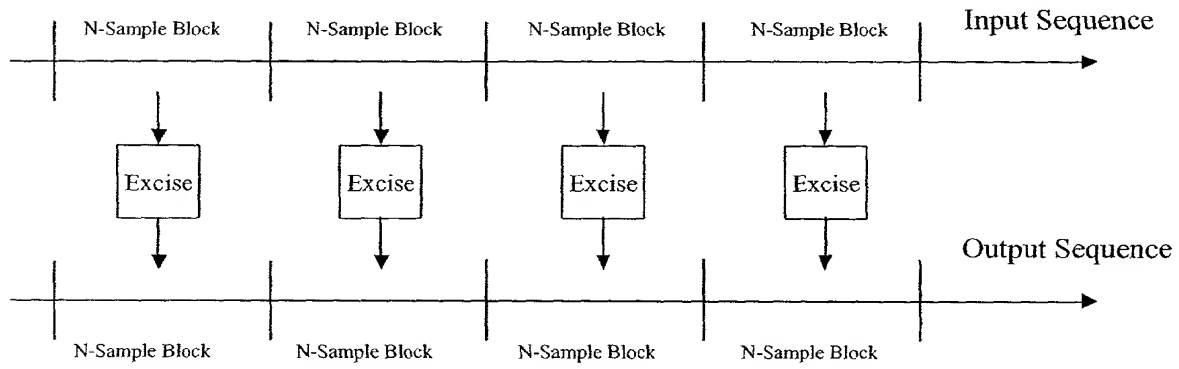 N-Sample Block N-Sample Block N-Sample Block N-Sample Block Input Sequence
Excise Excise Excise Excise
Output Sequence
N-Sample Block N-Sample Block N-Sample Block N-Sample Block